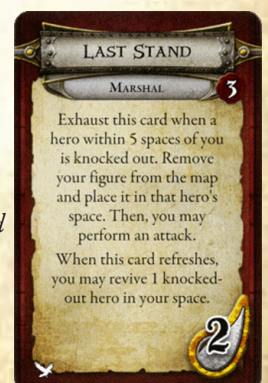 LAST STAND
MARSHAL
3
Exhaust this card when a
hero within 5 spaces of you
is knocked out. Remove
your figure from the map
and place it in that hero's
space. Then, you may
perform an attack.
When this card refreshes,
you may revive 1 knocked-
out hero in your space.
2